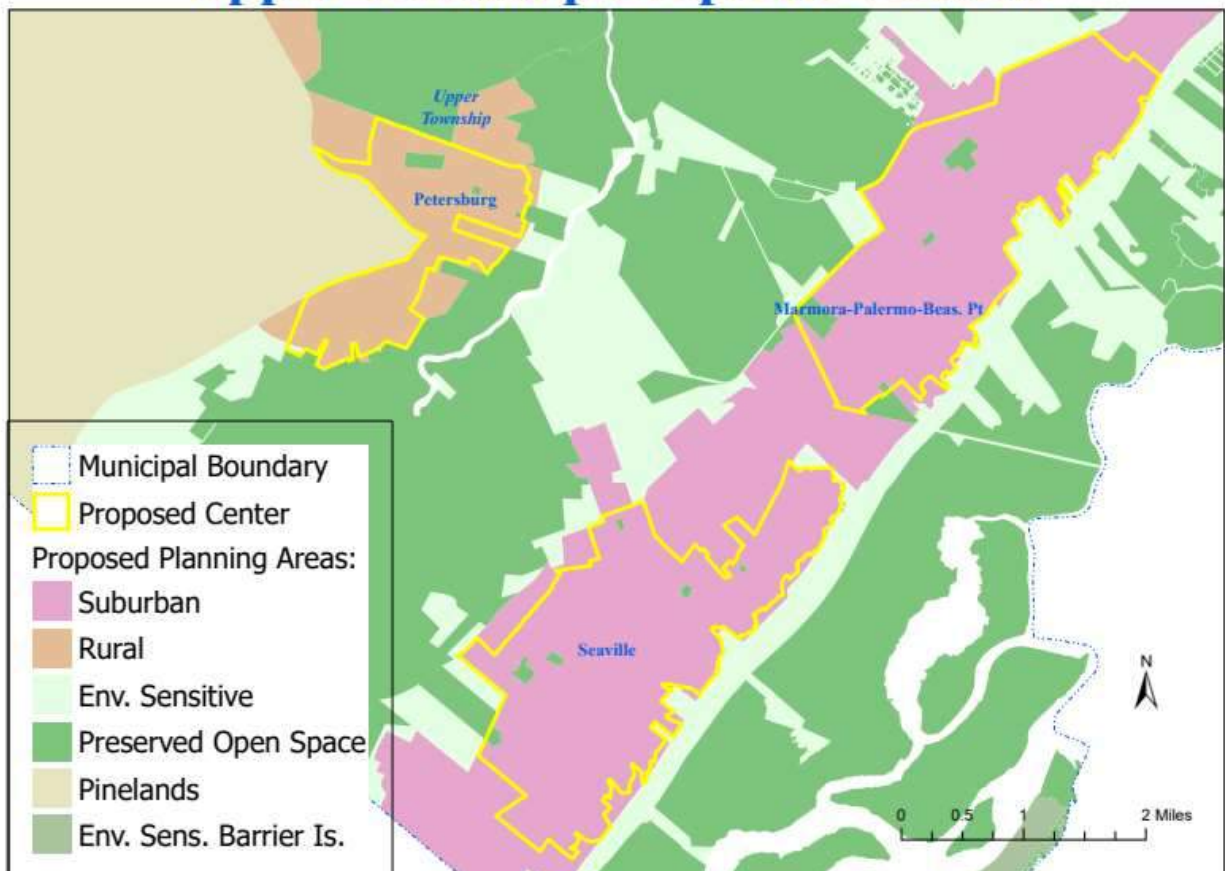 Upper
Township
Petersburg
Marmora-Palermo-Beas. Pt
Seaville
Municipal Boundary
Proposed Center
Proposed Planning Areas:
Suburban
Rural
Env. Sensitive
Preserved Open Space
Pinelands
Env. Sens. Barrier Is.
N
0 0.5 1 2 Miles